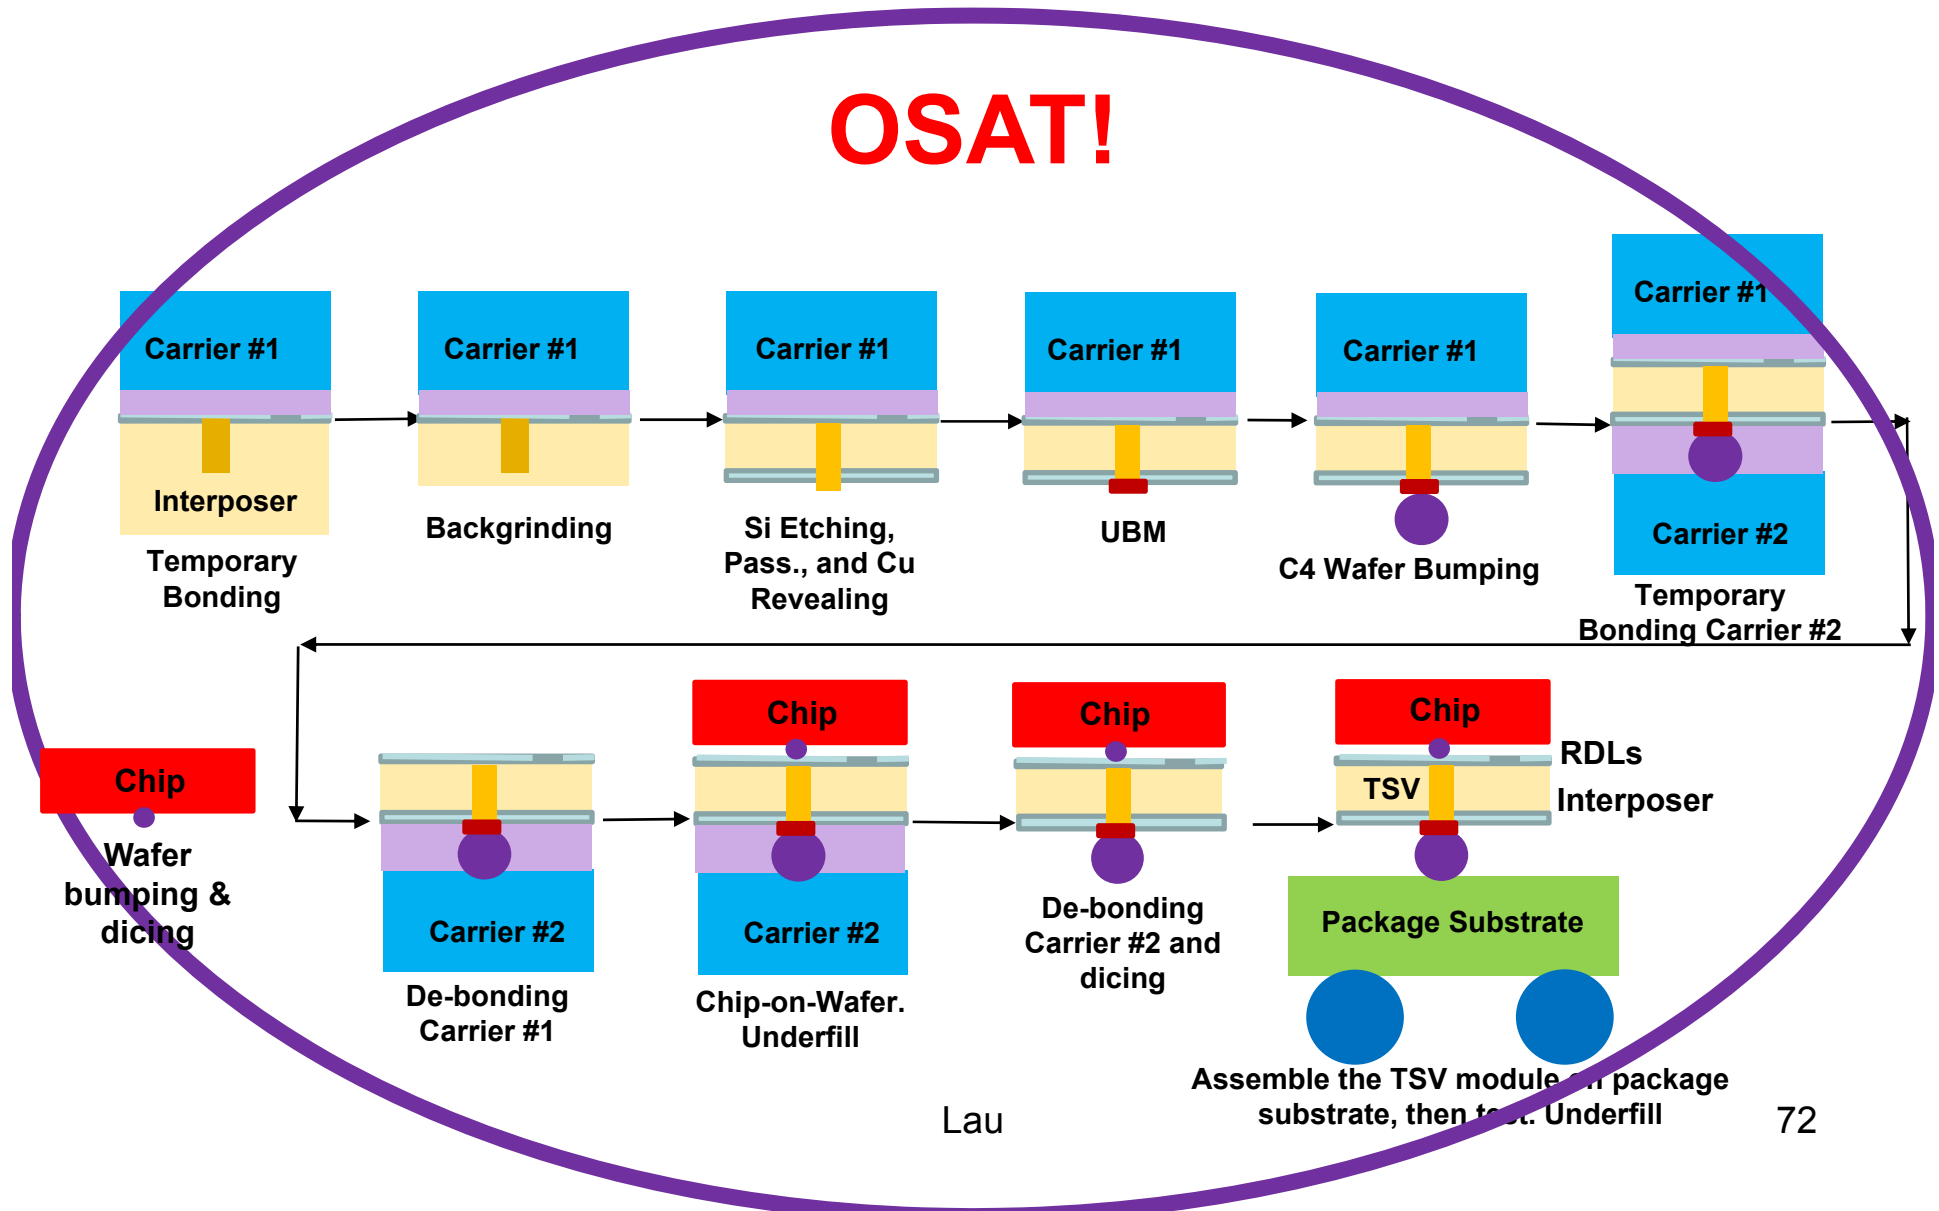 OSAT!
Carrier #1
Interposer
Temporary
Bonding
Carrier #1
Backgrinding
Carrier #1
Si Etching,
Pass., and Cu
Revealing
Carrier #1
UBM
Carrier #1
C4 Wafer Bumping
Carrier #1
Carrier #2
Temporary
Bonding Carrier #2
Chip
Wafer
bumping &
dicing
Carrier #2
De-bonding
Carrier #1
Chip
Carrier #2
Chip-on-Wafer.
Underfill
Chip
De-bonding
Carrier #2 and
dicing
Chip
TSV
RDLs
Interposer
Package Substrate
Assemble the TSV module on package
substrate, then test. Underfill
Lau
72